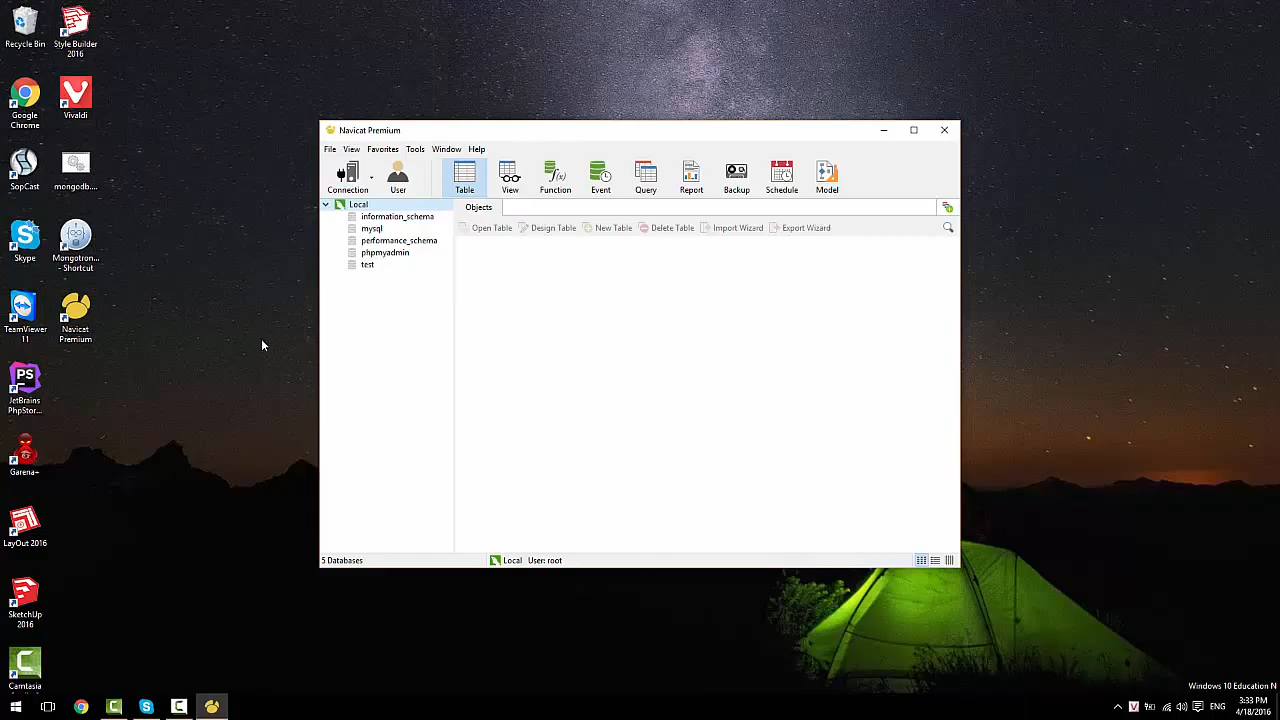 Recycle Bin
Style Builder
2016
Google
Chrome
Vivaldi
SopCast
mongodb....
Skype
Mongotron...
- Shortcut
TeamViewer
11
Navicat
Premium
PS
JetBrains
PhpStor...
Garena+
LayOut 2016
SketchUp
2016
Camtasia
Navicat Premium
File View Favorites Tools Window Help
Connection User Table View Function Event Query Report Backup Schedule Model
Local
information_schema
mysql
performance_schema
phpmyadmin
test
Objects
Open Table Design Table New Table Delete Table Import Wizard Export Wizard
5 Databases Local User: root
Windows 10 Education N
ENG
3:33 PM
4/18/2016